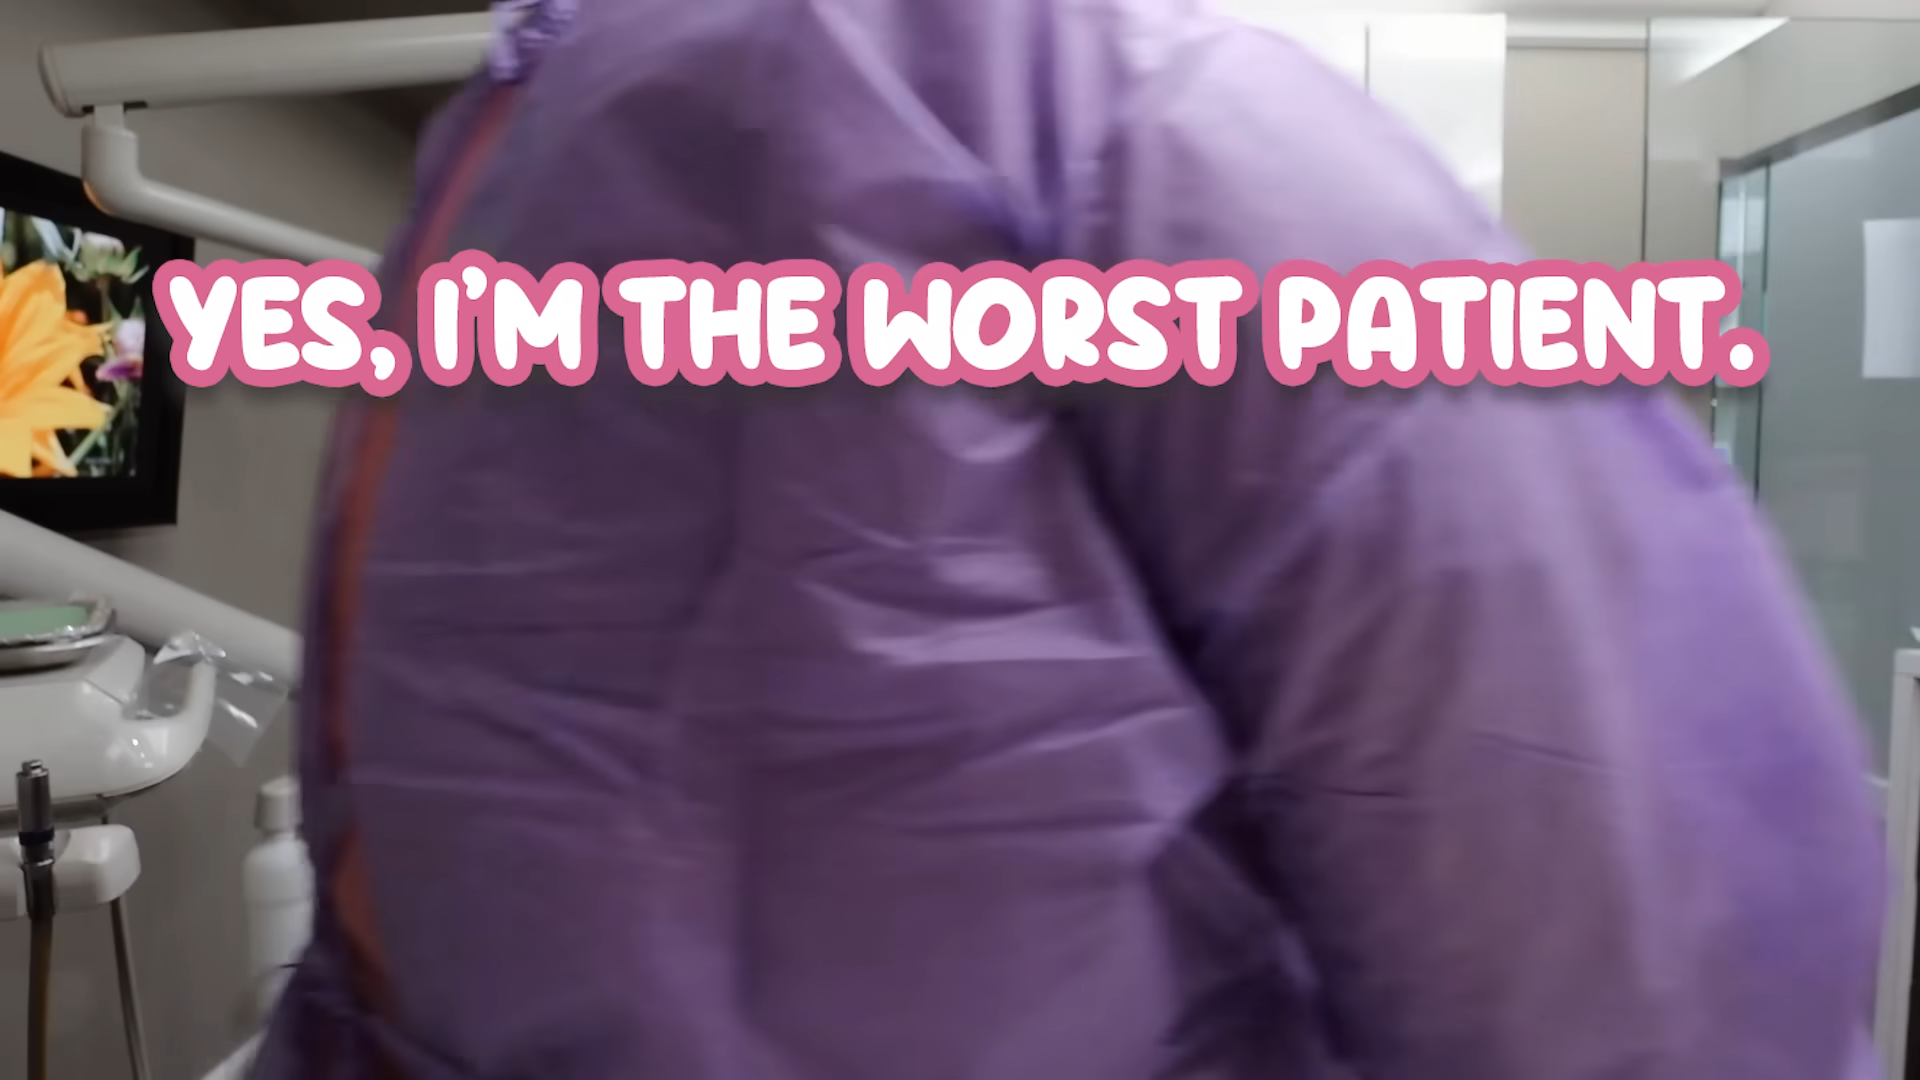 YES, I'M THE WORST PATIENT.